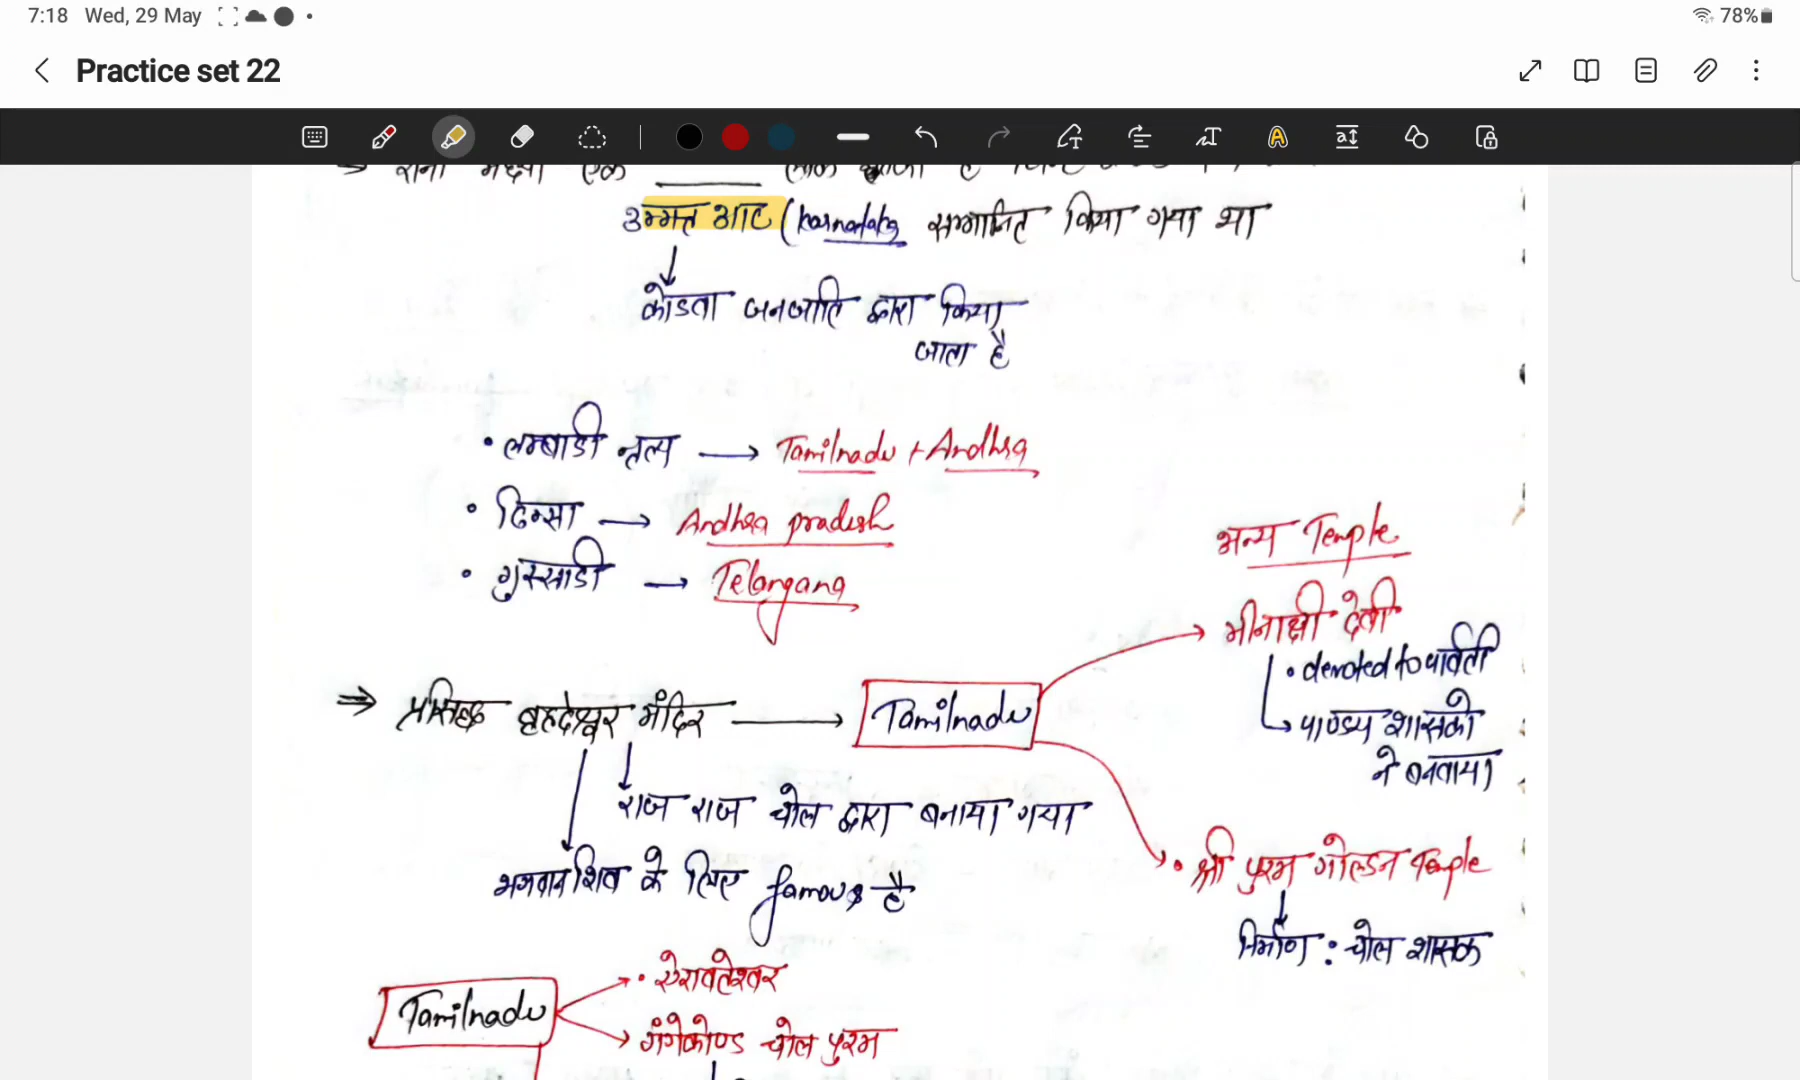 7:18 Wed, 29 May
78%
Practice set 22
उम्मत आट (karnataka सम्मानित किया गया था
कोडवा जनजाति द्वारा किया
जाता है
• लम्बाडी नृत्य → Tamilnadu + Andhra
• ढिम्सा → Andhra pradesh
• गुस्साडी → Telangana
अन्य Temple
मीनाक्षी देवी
• devoted to पार्वती
पाण्ड्य शासको
ने बनवाया
⇒ प्रसिद्ध बृहदेश्वर मंदिर → Tamilnadu
राज राज चोल द्वारा बनाया गया
भगवान शिव के लिए famous है
• श्री पुरम गोल्डन Temple
निर्माण : चोल शासक
Tamilnadu
• ऐरावतेश्वर
गंगेकोण्ड चोल पुरम